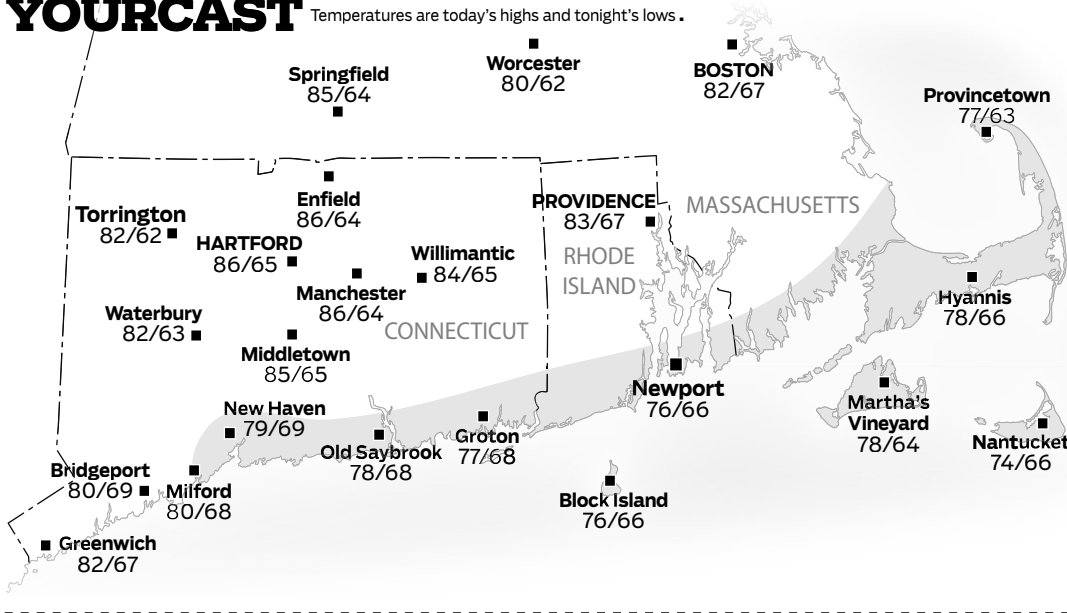 YOURCAST
Temperatures are today's highs and tonight's lows.
Worcester
80/62
BOSTON
82/67
Springfield
85/64
Provincetown
77/63
Enfield
86/64
PROVIDENCE
83/67
MASSACHUSETTS
Torrington
82/62
HARTFORD
86/65
Willimantic
84/65
RHODE
ISLAND
Manchester
86/64
Hyannis
78/66
Waterbury
82/63
CONNECTICUT
Middletown
85/65
Newport
76/66
Martha's
Vineyard
78/64
New Haven
79/69
Old Saybrook
78/68
Groton
77/68
Nantucket
74/66
Bridgeport
80/69
Milford
80/68
Block Island
76/66
Greenwich
82/67